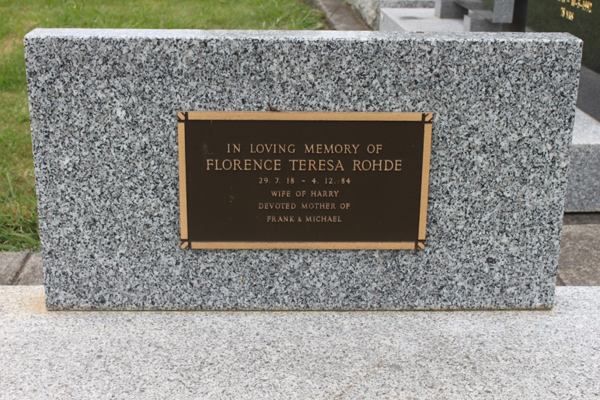 IN LOVING MEMORY OF
FLORENCE TERESA ROHDE
29. 7. 18 - 4. 12. 84
WIFE OF HARRY
DEVOTED MOTHER OF
FRANK & MICHAEL